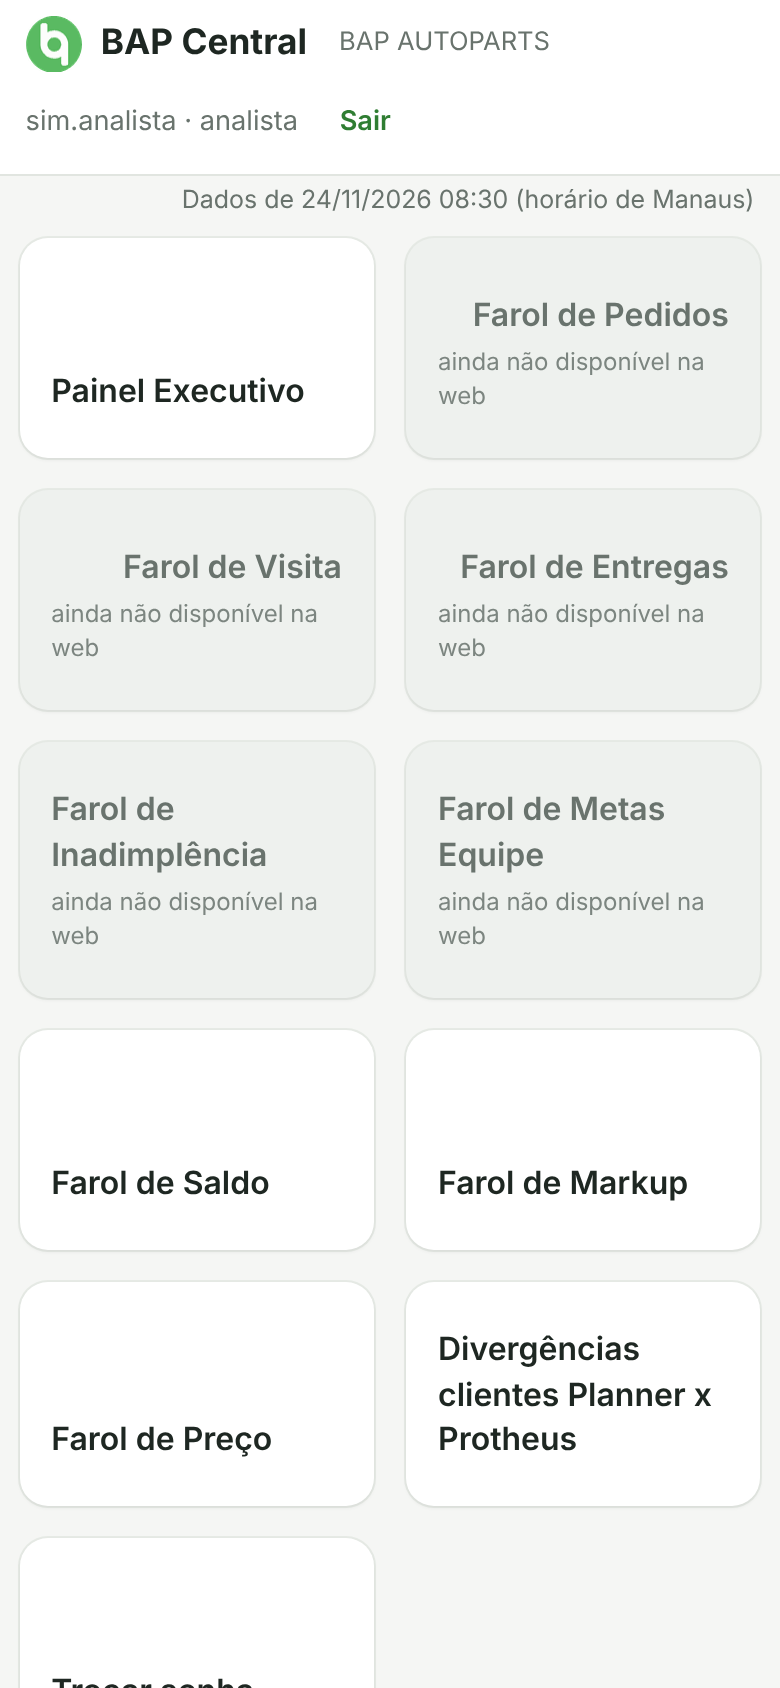 BAP Central BAP AUTOPARTS
sim.analista · analista Sair
Dados de 24/11/2026 08:30 (horário de Manaus)
Painel Executivo
Farol de Pedidos
ainda não disponível na
web
Farol de Visita
ainda não disponível na
web
Farol de Entregas
ainda não disponível na
web
Farol de
Inadimplência
ainda não disponível na
web
Farol de Metas
Equipe
ainda não disponível na
web
Farol de Saldo
Farol de Markup
Farol de Preço
Divergências
clientes Planner x
Protheus
Trocar senha